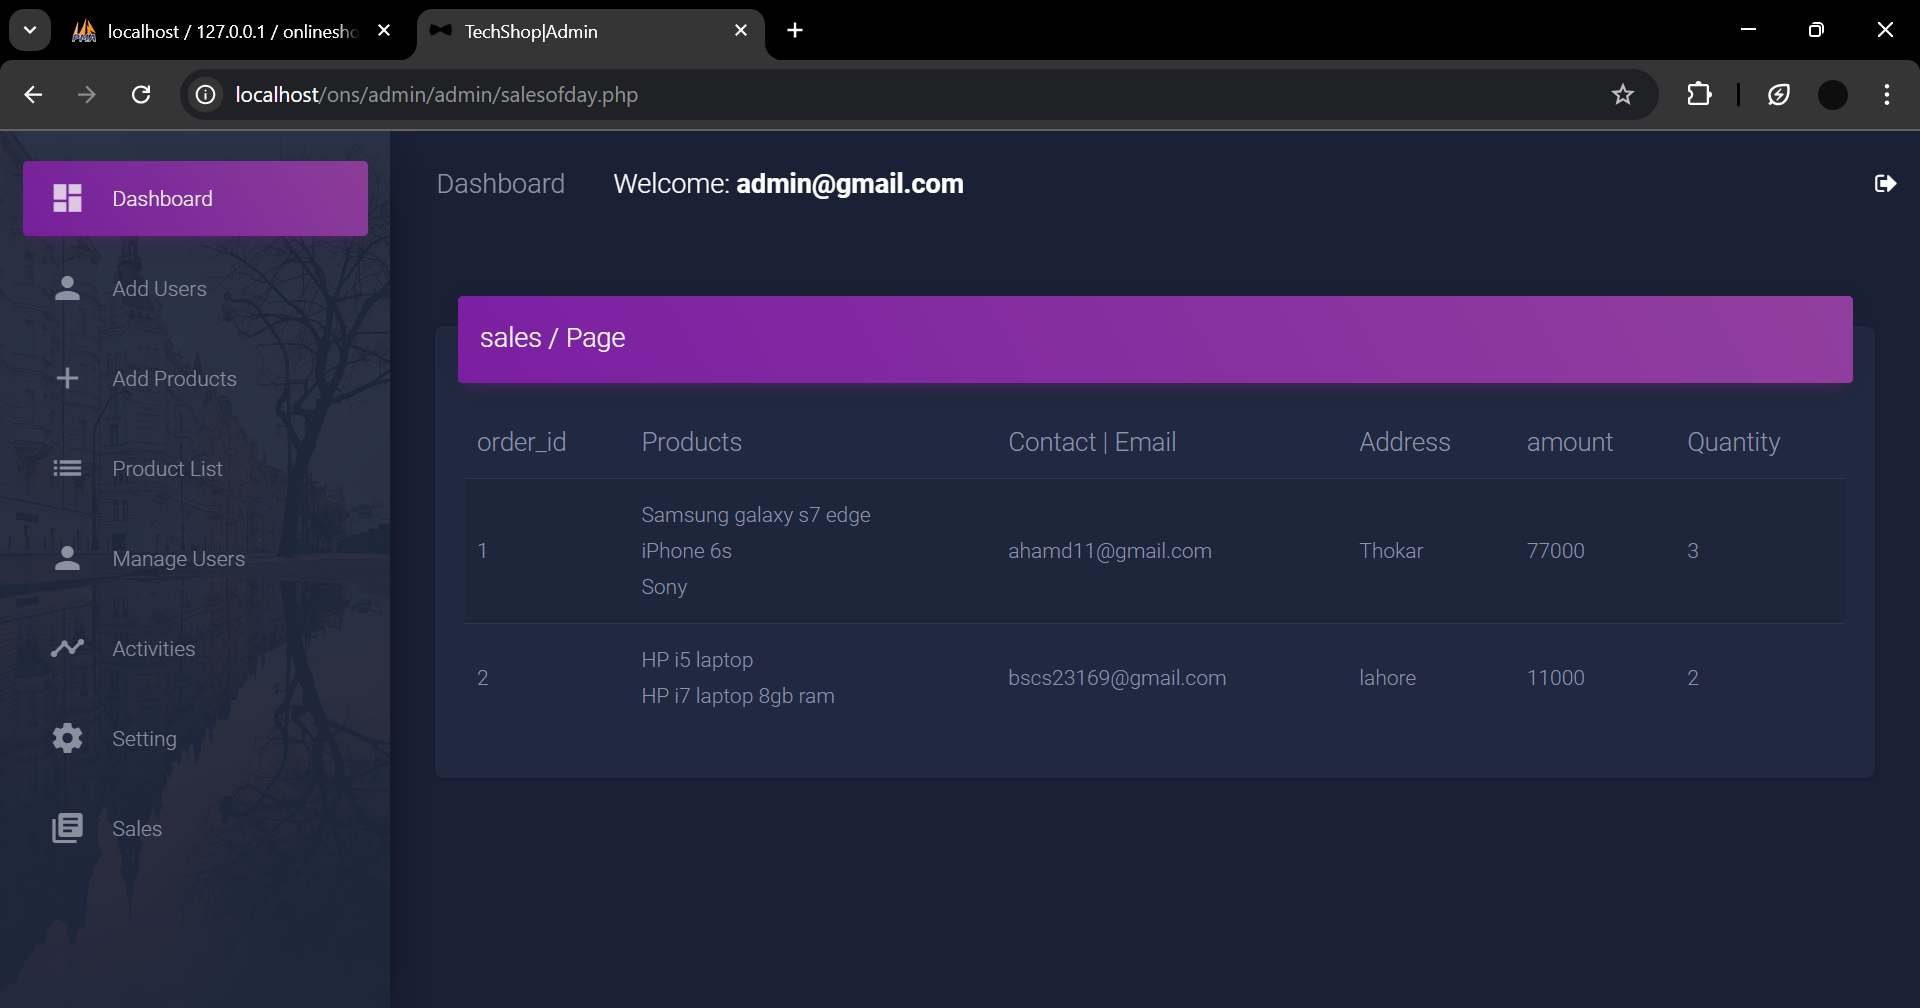 localhost / 127.0.0.1 / onlinesho
TechShop|Admin
localhost/ons/admin/admin/salesofday.php
Dashboard
Add Users
Add Products
Product List
Manage Users
Activities
Setting
Sales
Dashboard Welcome: admin@gmail.com
sales / Page
order_id Products Contact | Email Address amount Quantity
1 Samsung galaxy s7 edge
iPhone 6s
Sony ahamd11@gmail.com Thokar 77000 3
2 HP i5 laptop
HP i7 laptop 8gb ram bscs23169@gmail.com lahore 11000 2